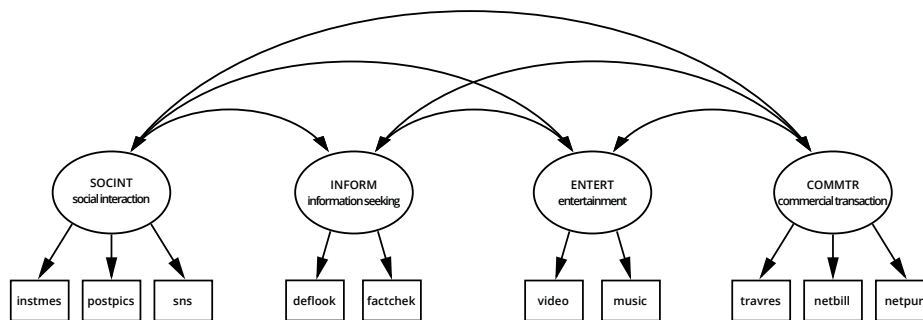 SOCINT
social interaction
INFORM
information seeking
ENTERT
entertainment
COMMTR
commercial transaction
instmes
postpics
sns
deflook
factchek
video
music
travres
netbill
netpur